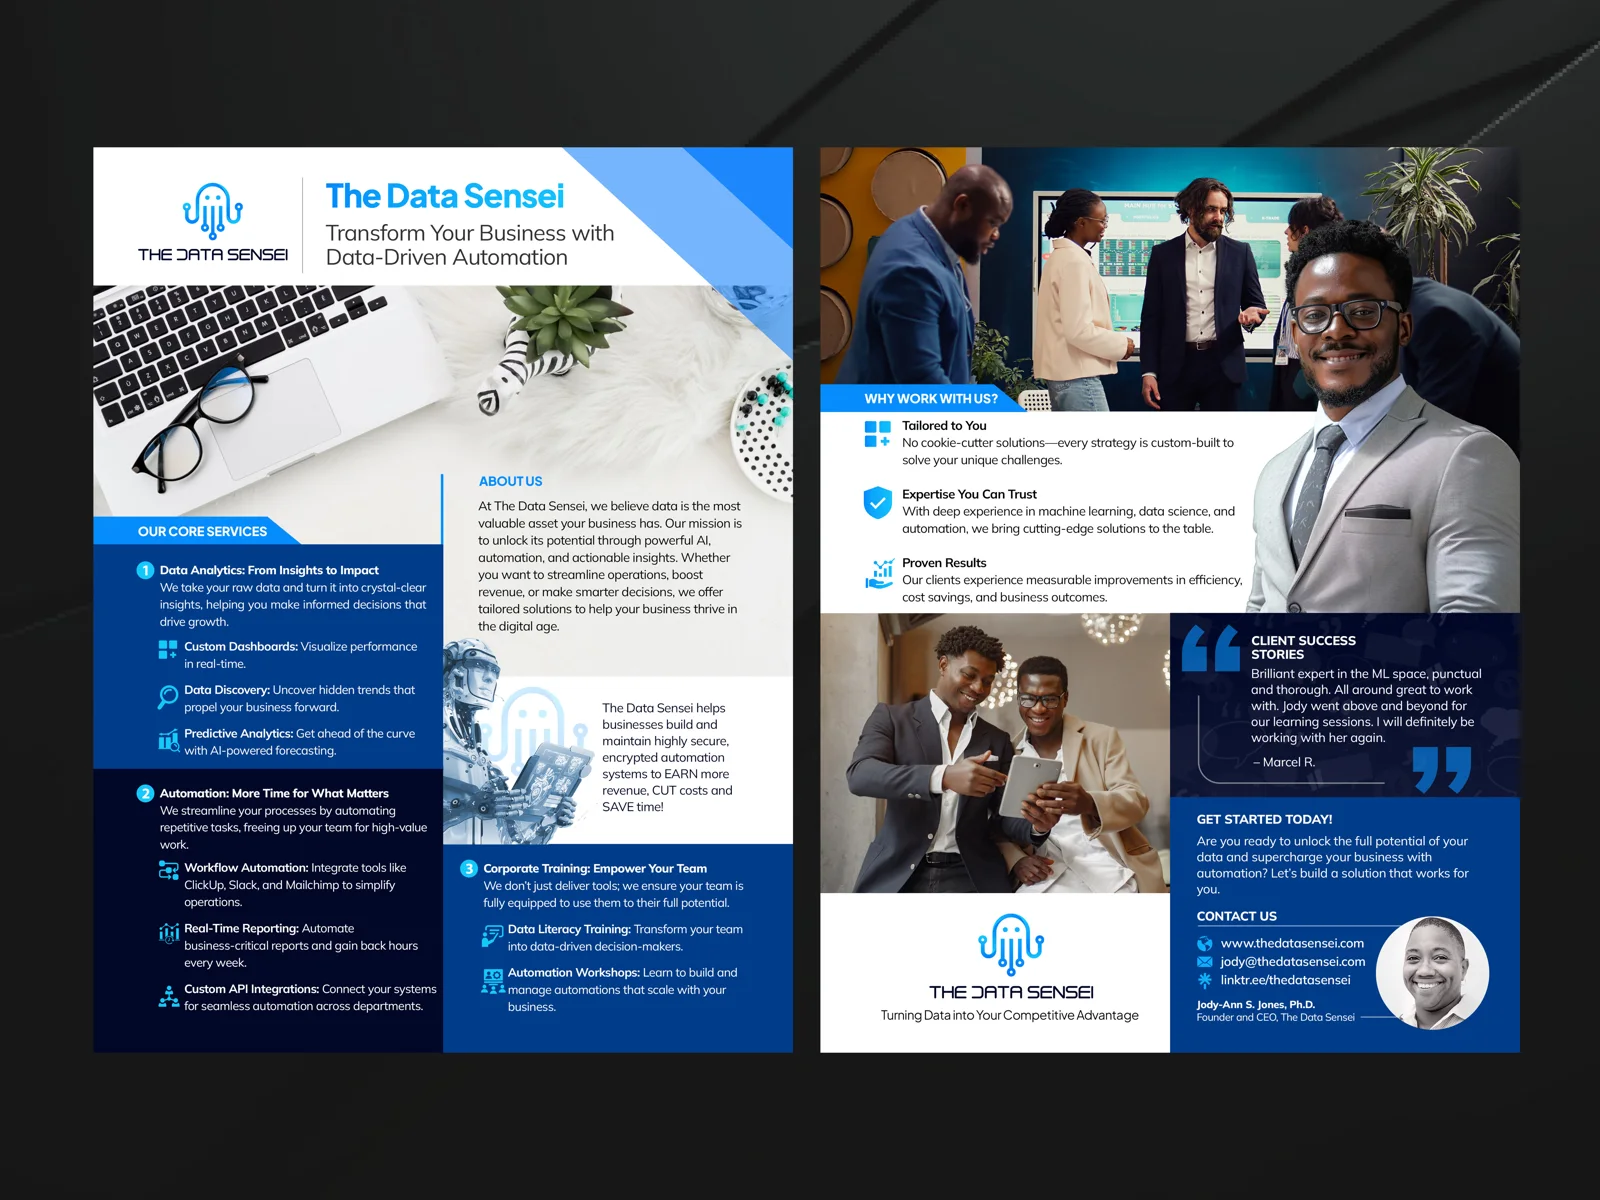 THE DATA SENSEI
The Data Sensei
Transform Your Business with
Data-Driven Automation
OUR CORE SERVICES
1 Data Analytics: From Insights to Impact
We take your raw data and turn it into crystal-clear
insights, helping you make informed decisions that
drive growth.
Custom Dashboards: Visualize performance
in real-time.
Data Discovery: Uncover hidden trends that
propel your business forward.
Predictive Analytics: Get ahead of the curve
with AI-powered forecasting.
2 Automation: More Time for What Matters
We streamline your processes by automating
repetitive tasks, freeing up your team for high-value
work.
Workflow Automation: Integrate tools like
ClickUp, Slack, and Mailchimp to simplify
operations.
Real-Time Reporting: Automate
business-critical reports and gain back hours
every week.
Custom API Integrations: Connect your systems
for seamless automation across departments.
ABOUT US
At The Data Sensei, we believe data is the most
valuable asset your business has. Our mission is
to unlock its potential through powerful AI,
automation, and actionable insights. Whether
you want to streamline operations, boost
revenue, or make smarter decisions, we offer
tailored solutions to help your business thrive in
the digital age.
The Data Sensei helps
businesses build and
maintain highly secure,
encrypted automation
systems to EARN more
revenue, CUT costs and
SAVE time!
3 Corporate Training: Empower Your Team
We don't just deliver tools; we ensure your team is
fully equipped to use them to their full potential.
Data Literacy Training: Transform your team
into data-driven decision-makers.
Automation Workshops: Learn to build and
manage automations that scale with your
business.
WHY WORK WITH US?
Tailored to You
No cookie-cutter solutions—every strategy is custom-built to
solve your unique challenges.
Expertise You Can Trust
With deep experience in machine learning, data science, and
automation, we bring cutting-edge solutions to the table.
Proven Results
Our clients experience measurable improvements in efficiency,
cost savings, and business outcomes.
CLIENT SUCCESS
STORIES
Brilliant expert in the ML space, punctual
and thorough. All around great to work
with. Jody went above and beyond for
our learning sessions. I will definitely be
working with her again.
– Marcel R.
THE DATA SENSEI
Turning Data into Your Competitive Advantage
GET STARTED TODAY!
Are you ready to unlock the full potential of your
data and supercharge your business with
automation? Let's build a solution that works for
you.
CONTACT US
www.thedatasensei.com
jody@thedatasensei.com
linktr.ee/thedatasensei
Jody-Ann S. Jones, Ph.D.
Founder and CEO, The Data Sensei